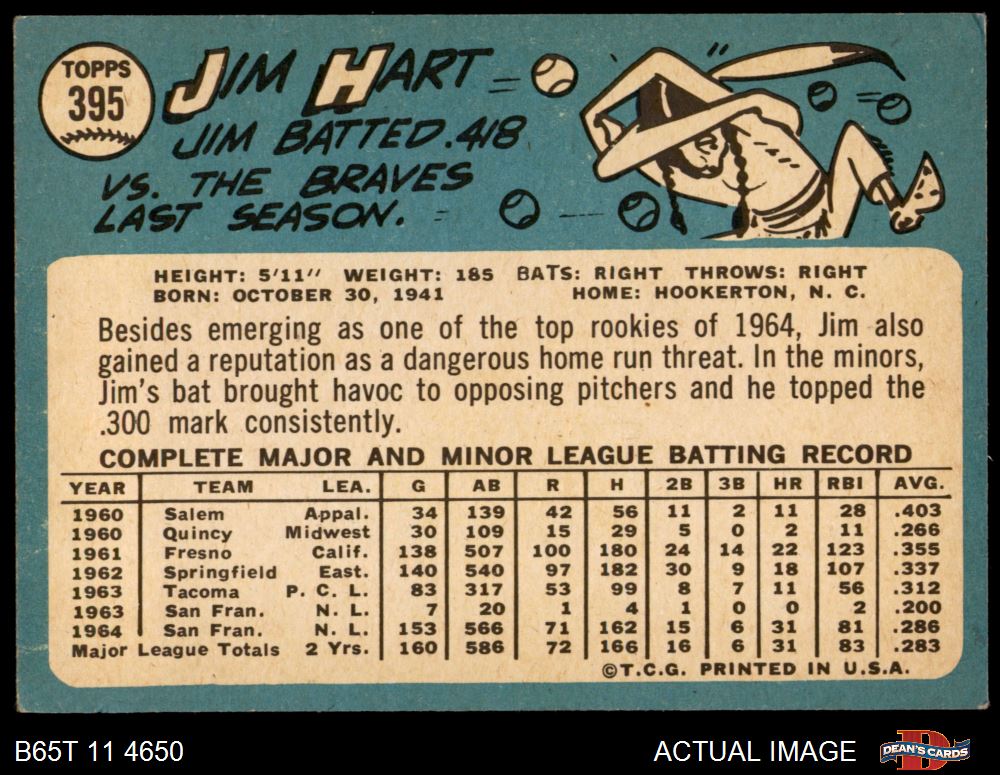 TOPPS
395
JIM HART
JIM BATTED .418
VS. THE BRAVES
LAST SEASON.
HEIGHT: 5'11" WEIGHT: 185 BATS: RIGHT THROWS: RIGHT
BORN: OCTOBER 30, 1941 HOME: HOOKERTON, N. C.
Besides emerging as one of the top rookies of 1964, Jim also
gained a reputation as a dangerous home run threat. In the minors,
Jim's bat brought havoc to opposing pitchers and he topped the
.300 mark consistently.
COMPLETE MAJOR AND MINOR LEAGUE BATTING RECORD
YEAR TEAM LEA. G AB R H 2B 3B HR RBI AVG.
1960 Salem Appal. 34 139 42 56 11 2 11 28 .403
1960 Quincy Midwest 30 109 15 29 5 0 2 11 .266
1961 Fresno Calif. 138 507 100 180 24 14 22 123 .355
1962 Springfield East. 140 540 97 182 30 9 18 107 .337
1963 Tacoma P. C. L. 83 317 53 99 8 7 11 56 .312
1963 San Fran. N. L. 7 20 1 4 1 0 0 2 .200
1964 San Fran. N. L. 153 566 71 162 15 6 31 81 .286
Major League Totals 2 Yrs. 160 586 72 166 16 6 31 83 .283
©T.C.G. PRINTED IN U.S.A.
B65T 11 4650 ACTUAL IMAGE D DEAN'S CARDS